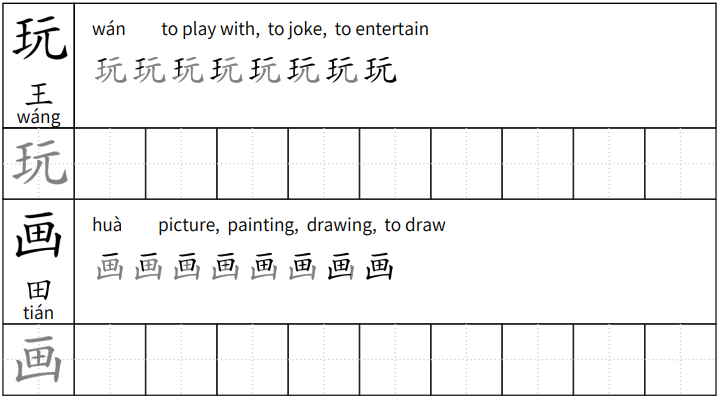 玩 wán to play with, to joke, to entertain
玩 玩 玩 玩 玩 玩 玩 玩
王
wáng
玩
画 huà picture, painting, drawing, to draw
画 画 画 画 画 画 画 画
田
tián
画